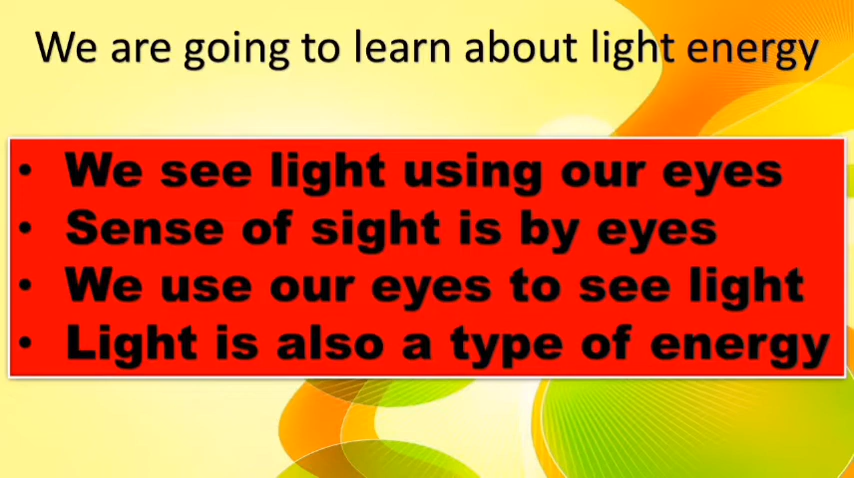 We are going to learn about light energy
• We see light using our eyes
• Sense of sight is by eyes
• We use our eyes to see light
• Light is also a type of energy